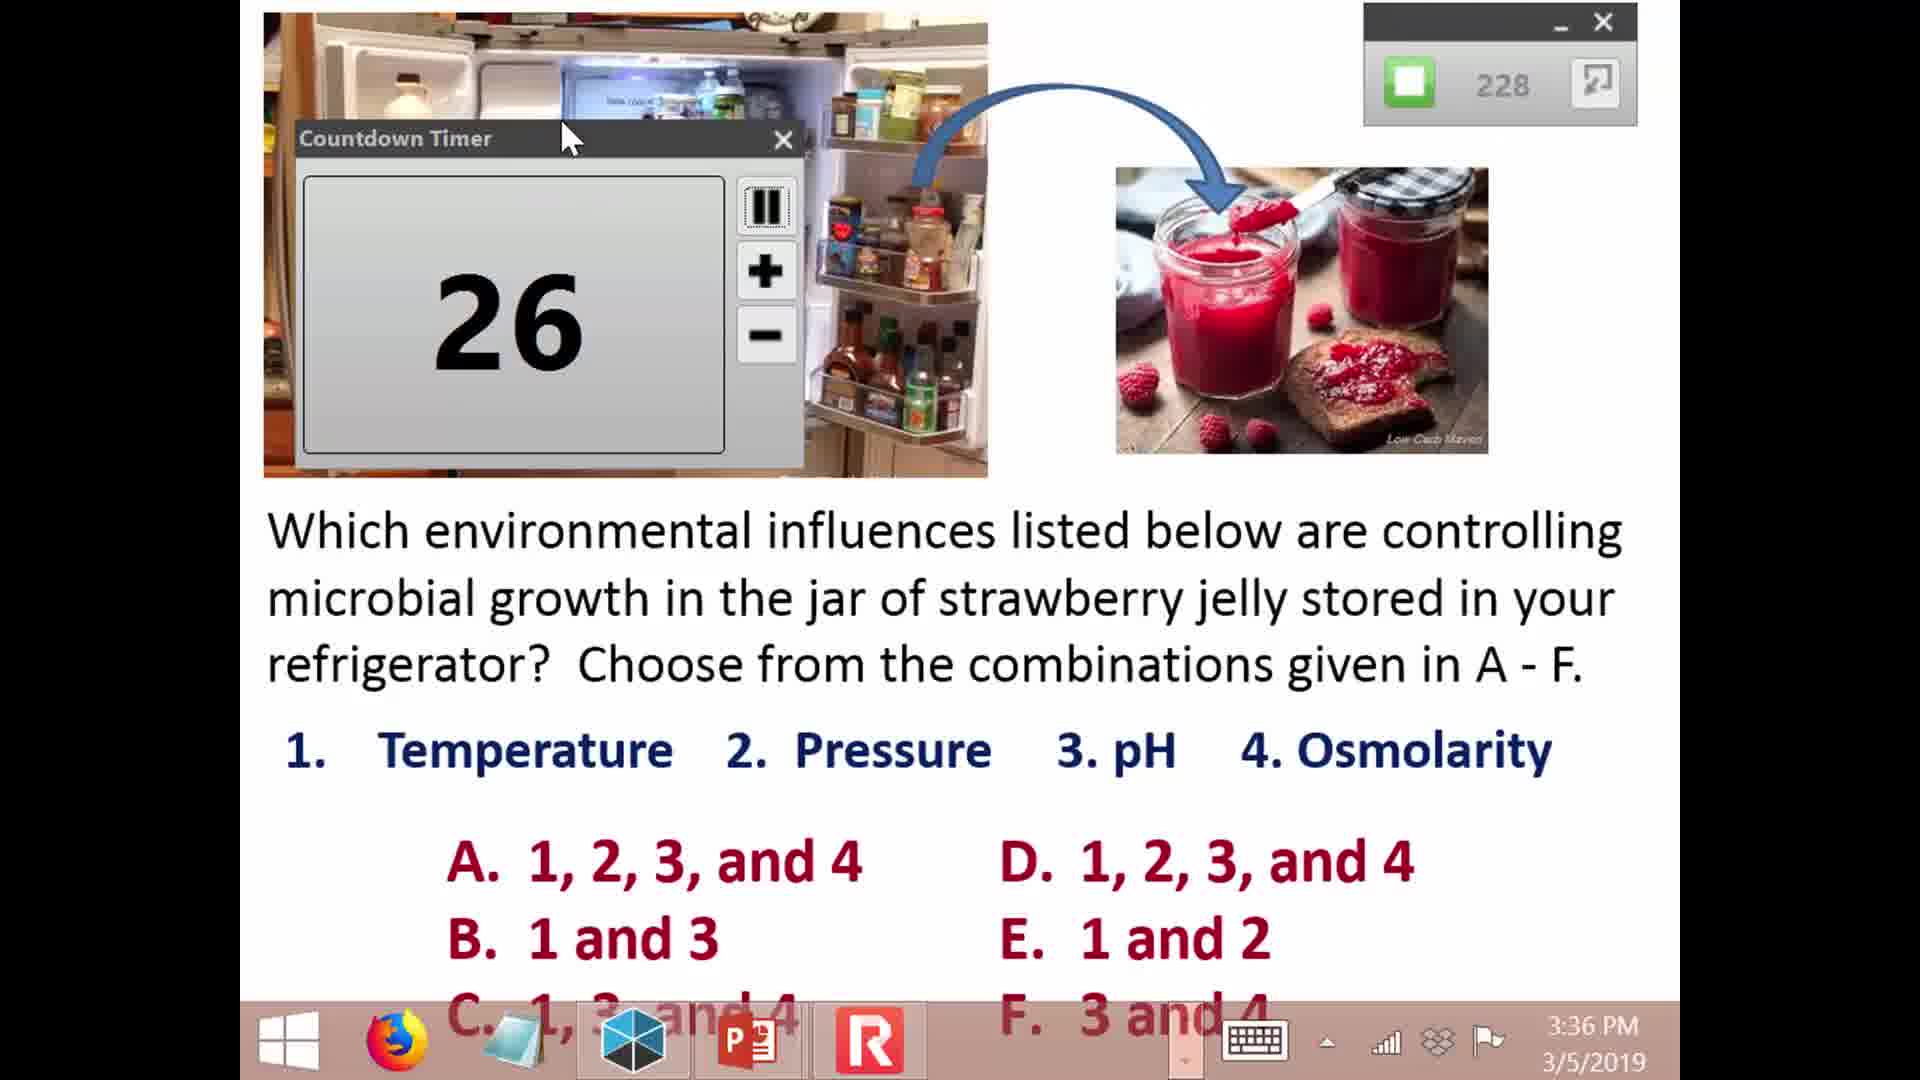 Countdown Timer
26
228
Low Carb Maven
Which environmental influences listed below are controlling
microbial growth in the jar of strawberry jelly stored in your
refrigerator? Choose from the combinations given in A - F.
1. Temperature 2. Pressure 3. pH 4. Osmolarity
A. 1, 2, 3, and 4
B. 1 and 3
C. 1, 3, and 4
D. 1, 2, 3, and 4
E. 1 and 2
F. 3 and 4
3:36 PM
3/5/2019